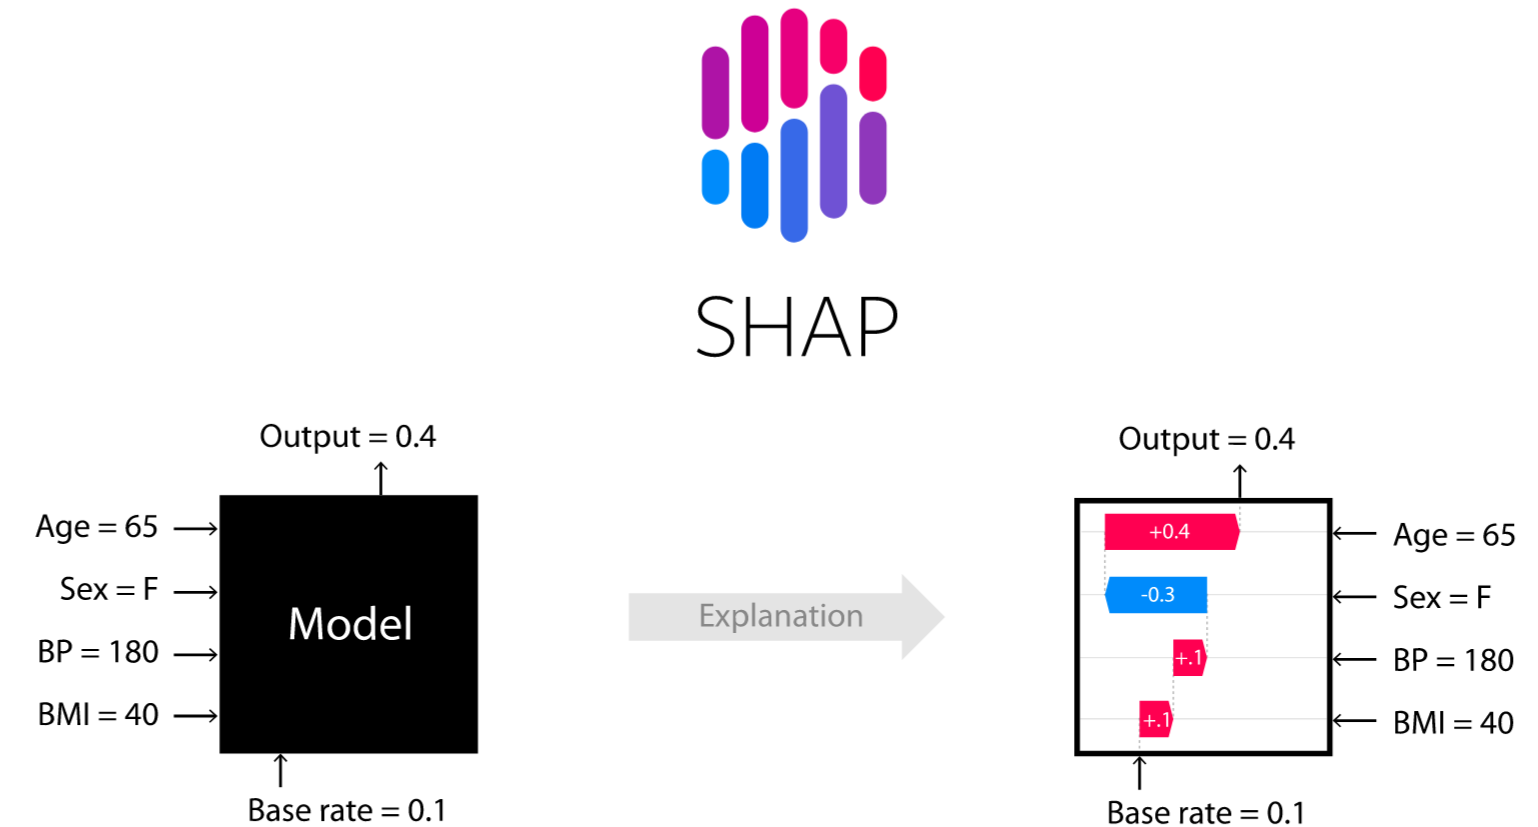 SHAP
Output = 0.4
Age = 65
Sex = F
BP = 180
BMI = 40
Model
Base rate = 0.1
Explanation
Output = 0.4
+0.4
Age = 65
-0.3
Sex = F
+.1
BP = 180
+.1
BMI = 40
Base rate = 0.1